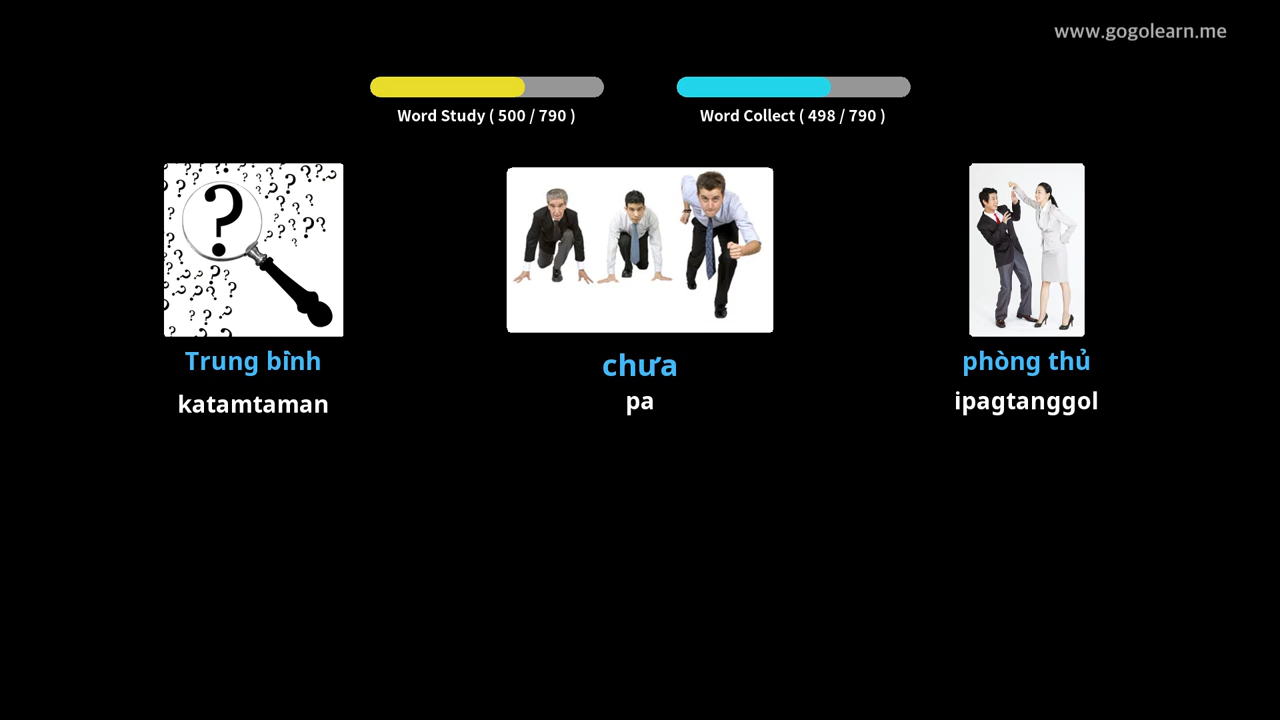 www.gogolearn.me
Word Study ( 500 / 790 )
Word Collect ( 498 / 790 )
Trung bình
katamtaman
chưa
pa
phòng thủ
ipagtanggol